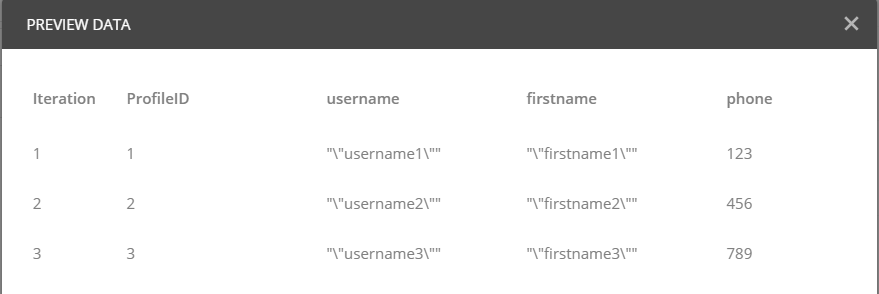 PREVIEW DATA
Iteration ProfileID username firstname phone
1 1 "\"username1\"" "\"firstname1\"" 123
2 2 "\"username2\"" "\"firstname2\"" 456
3 3 "\"username3\"" "\"firstname3\"" 789